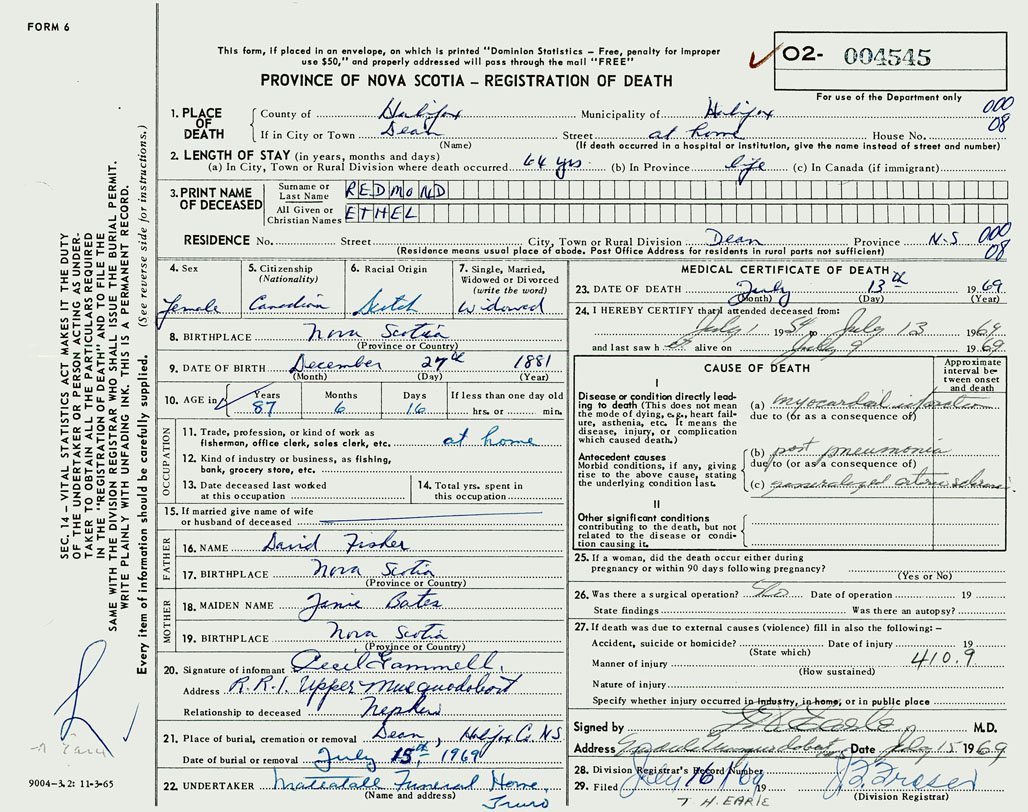 FORM 6
This form, if placed in an envelope, on which is printed "Dominion Statistics – Free, penalty for improper
use $50," and properly addressed will pass through the mail "FREE"
PROVINCE OF NOVA SCOTIA – REGISTRATION OF DEATH
O2- 004545
For use of the Department only
1. PLACE OF DEATH
County of Halifax Municipality of Halifax 000
If in City or Town Dean Street at home House No. 08
(Name) (If death occurred in a hospital or institution, give the name instead of street and number)
2. LENGTH OF STAY (in years, months and days)
(a) In City, Town or Rural Division where death occurred 64 yrs. (b) In Province life (c) In Canada (if immigrant)
3. PRINT NAME OF DECEASED
Surname or Last Name REDMOND
All Given or Christian Names ETHEL
RESIDENCE No. Street City, Town or Rural Division Dean Province N.S 000
(Residence means usual place of abode. Post Office Address for residents in rural parts not sufficient) 08
4. Sex Female
5. Citizenship (Nationality) Canadian
6. Racial Origin Scotch
7. Single, Married, Widowed or Divorced (write the word) Widowed
8. BIRTHPLACE Nova Scotia
(Province or Country)
9. DATE OF BIRTH December 27th 1881
(Month) (Day) (Year)
10. AGE in Years 87 Months 6 Days 16 If less than one day old hrs. or min.
OCCUPATION
11. Trade, profession, or kind of work as fisherman, office clerk, sales clerk, etc. at home
12. Kind of industry or business, as fishing, bank, grocery store, etc.
13. Date deceased last worked at this occupation
14. Total yrs. spent in this occupation
15. If married give name of wife or husband of deceased
FATHER
16. NAME David Fisher
17. BIRTHPLACE Nova Scotia
(Province or Country)
MOTHER
18. MAIDEN NAME Janie Bates
19. BIRTHPLACE Nova Scotia
(Province or Country)
20. Signature of informant Cecil Gammell,
Address R.R.1. Upper Musquodoboit
Relationship to deceased Nephew
21. Place of burial, cremation or removal Dean, Halifax Co. N.S.
Date of burial or removal July 15th 1969
22. UNDERTAKER Mattatall Funeral Home,
(Name and address) Truro
MEDICAL CERTIFICATE OF DEATH
23. DATE OF DEATH July 13th 1969
(Month) (Day) (Year)
24. I HEREBY CERTIFY that I attended deceased from:
July 1 1954 to July 13 1969
and last saw h alive on July 9 1969
CAUSE OF DEATH
Approximate interval between onset and death
I
Disease or condition directly leading to death (This does not mean the mode of dying, e.g., heart failure, asthenia, etc. It means the disease, injury, or complication which caused death.)
(a) myocardial infarction
due to (or as a consequence of)
Antecedent causes
Morbid conditions, if any, giving rise to the above cause, stating the underlying condition last.
(b) post pneumonia
due to (or as a consequence of)
(c) generalized arteriosclerosis
II
Other significant conditions
contributing to the death, but not related to the disease or condition causing it.
25. If a woman, did the death occur either during pregnancy or within 90 days following pregnancy?
(Yes or No)
26. Was there a surgical operation? No Date of operation 19
State findings Was there an autopsy?
27. If death was due to external causes (violence) fill in also the following: –
Accident, suicide or homicide? Date of injury 19
(State which)
Manner of injury 410.9
(How sustained)
Nature of injury
Specify whether injury occurred in industry, in home, or in public place
Signed by M.D.
Address Date July 15 1969
28. Division Registrar's Record Number
29. Filed July 16/69 19
(Division Registrar)
T H. EARLE
SEC. 14 – VITAL STATISTICS ACT MAKES IT THE DUTY
OF THE UNDERTAKER OR PERSON ACTING AS UNDER-
TAKER TO OBTAIN ALL THE PARTICULARS REQUIRED
IN THE "REGISTRATION OF DEATH" AND TO FILE THE
SAME WITH THE DIVISION REGISTRAR WHO SHALL ISSUE THE BURIAL PERMIT.
WRITE PLAINLY WITH UNFADING INK. THIS IS A PERMANENT RECORD.
Every item of information should be carefully supplied. (See reverse side for instructions.)
9004-3.2: 11-3-65